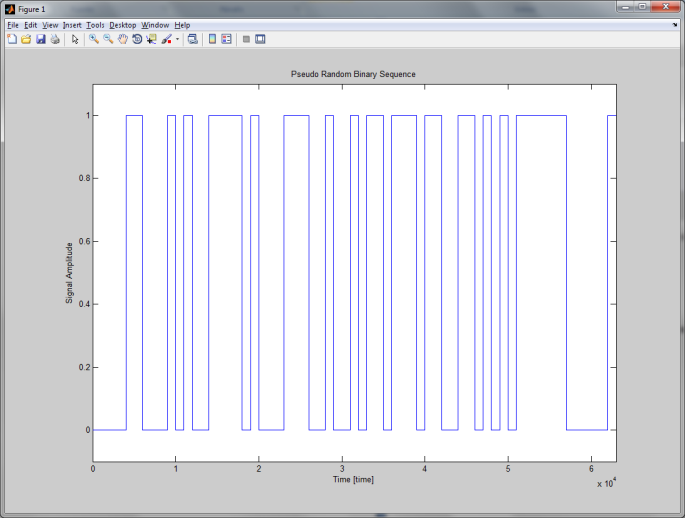 Figure 1
File Edit View Insert Tools Desktop Window Help
Pseudo Random Binary Sequence
1
0.8
0.6
0.4
0.2
0
Signal Amplitude
0 1 2 3 4 5 6
Time [time]
x 10^4